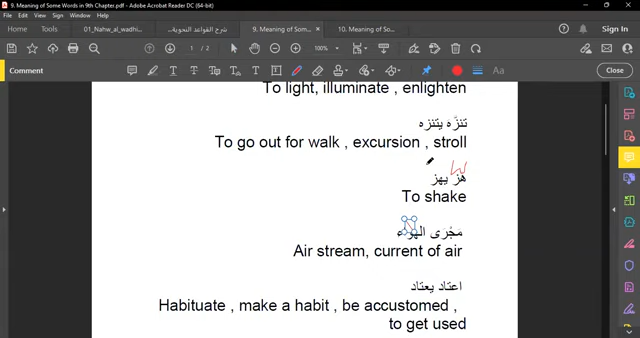 9. Meaning of Some Words in 9th Chapter.pdf - Adobe Acrobat Reader DC (64-bit)
File Edit View Sign Window Help
Home Tools 01_Nahw_al_wadhi... شرح القواعد النحوية... 9. Meaning of Som... × 10. Meaning of Som... Sign In
1 / 2 100%
Comment Close
To light, illuminate , enlighten
تنزّه يتنزه
To go out for walk , excursion , stroll
هَزّ يهز
To shake
مَجْرَى الهواء
Air stream, current of air
اعتاد يعتاد
Habituate , make a habit , be accustomed ,
to get used